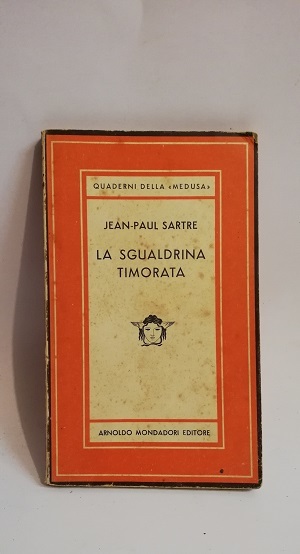 QUADERNI DELLA «MEDUSA»
JEAN-PAUL SARTRE
LA SGUALDRINA
TIMORATA
ARNOLDO MONDADORI EDITORE